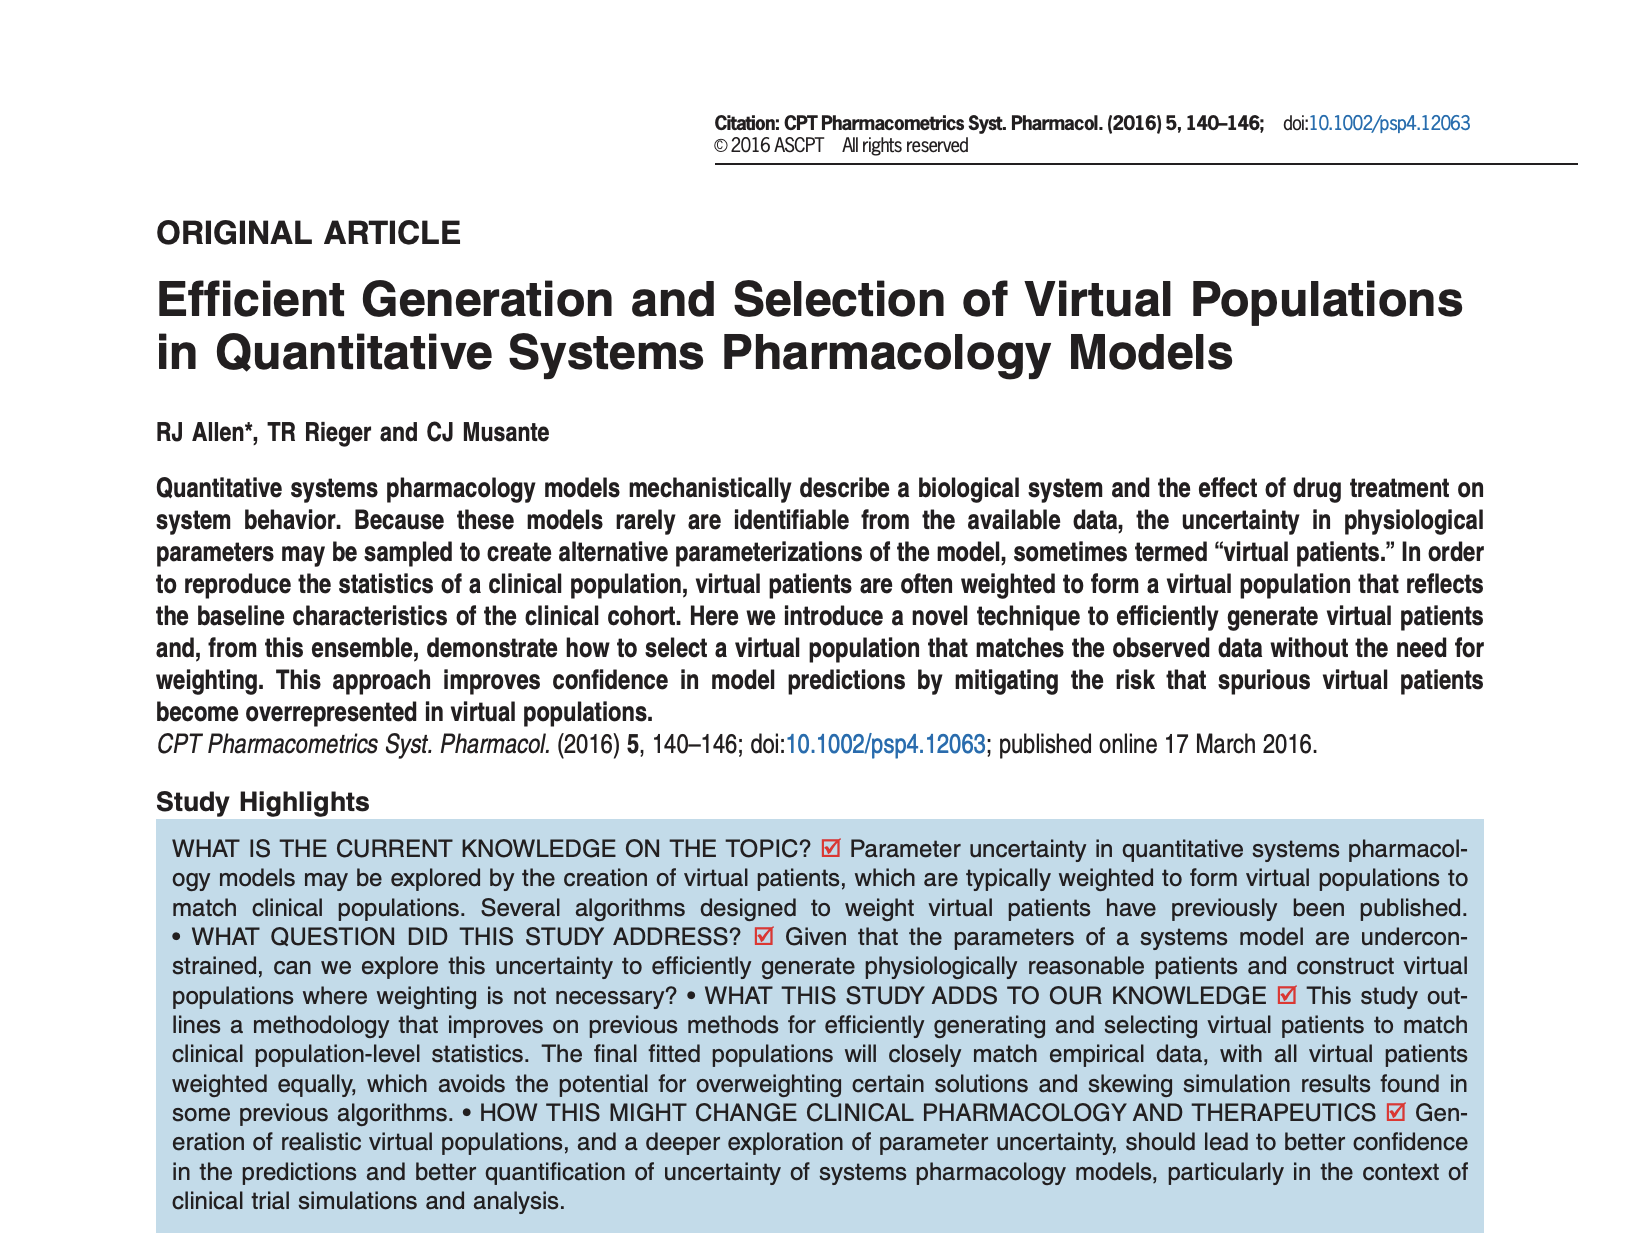 Citation: CPT Pharmacometrics Syst. Pharmacol. (2016) 5, 140–146; doi:10.1002/psp4.12063
© 2016 ASCPT All rights reserved
ORIGINAL ARTICLE
Efficient Generation and Selection of Virtual Populations
in Quantitative Systems Pharmacology Models
RJ Allen*, TR Rieger and CJ Musante
Quantitative systems pharmacology models mechanistically describe a biological system and the effect of drug treatment on
system behavior. Because these models rarely are identifiable from the available data, the uncertainty in physiological
parameters may be sampled to create alternative parameterizations of the model, sometimes termed “virtual patients.” In order
to reproduce the statistics of a clinical population, virtual patients are often weighted to form a virtual population that reflects
the baseline characteristics of the clinical cohort. Here we introduce a novel technique to efficiently generate virtual patients
and, from this ensemble, demonstrate how to select a virtual population that matches the observed data without the need for
weighting. This approach improves confidence in model predictions by mitigating the risk that spurious virtual patients
become overrepresented in virtual populations.
CPT Pharmacometrics Syst. Pharmacol. (2016) 5, 140–146; doi:10.1002/psp4.12063; published online 17 March 2016.
Study Highlights
WHAT IS THE CURRENT KNOWLEDGE ON THE TOPIC? ☑ Parameter uncertainty in quantitative systems pharmacol-
ogy models may be explored by the creation of virtual patients, which are typically weighted to form virtual populations to
match clinical populations. Several algorithms designed to weight virtual patients have previously been published.
• WHAT QUESTION DID THIS STUDY ADDRESS? ☑ Given that the parameters of a systems model are undercon-
strained, can we explore this uncertainty to efficiently generate physiologically reasonable patients and construct virtual
populations where weighting is not necessary? • WHAT THIS STUDY ADDS TO OUR KNOWLEDGE ☑ This study out-
lines a methodology that improves on previous methods for efficiently generating and selecting virtual patients to match
clinical population-level statistics. The final fitted populations will closely match empirical data, with all virtual patients
weighted equally, which avoids the potential for overweighting certain solutions and skewing simulation results found in
some previous algorithms. • HOW THIS MIGHT CHANGE CLINICAL PHARMACOLOGY AND THERAPEUTICS ☑ Gen-
eration of realistic virtual populations, and a deeper exploration of parameter uncertainty, should lead to better confidence
in the predictions and better quantification of uncertainty of systems pharmacology models, particularly in the context of
clinical trial simulations and analysis.